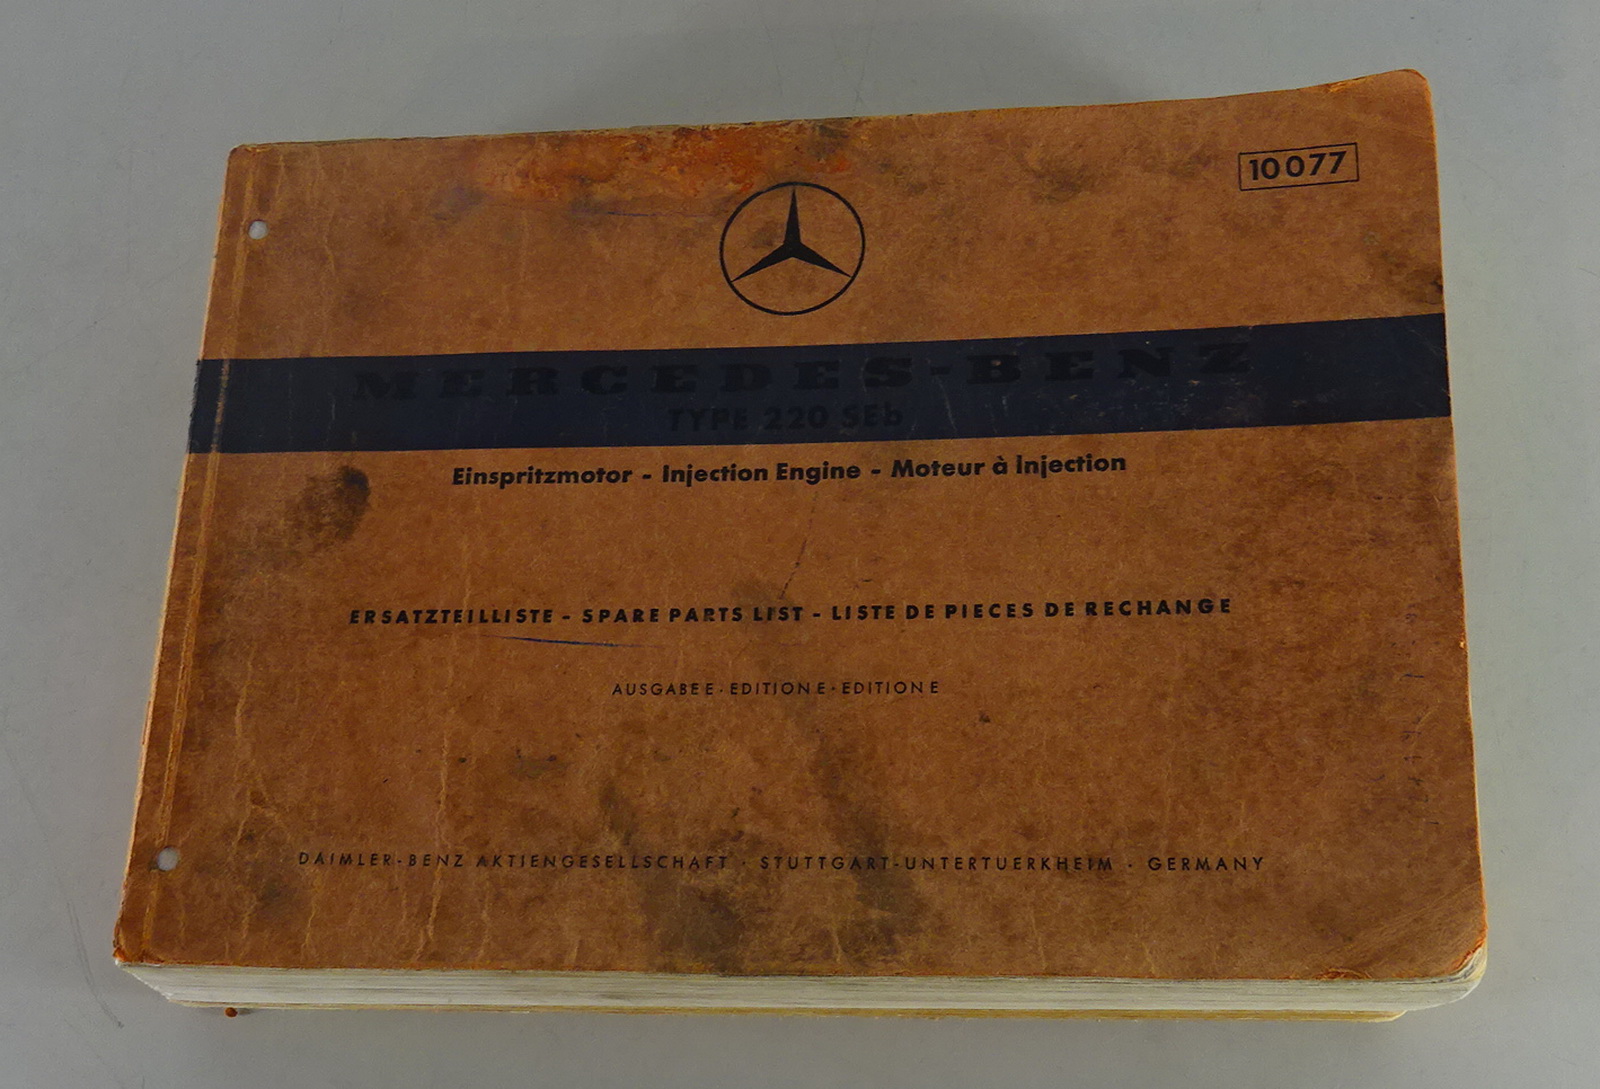 10077
MERCEDES-BENZ
TYPE 220 SEb
Einspritzmotor - Injection Engine - Moteur à Injection
ERSATZTEILLISTE - SPARE PARTS LIST - LISTE DE PIECES DE RECHANGE
AUSGABE E · EDITION E · EDITION E
DAIMLER-BENZ AKTIENGESELLSCHAFT · STUTTGART-UNTERTUERKHEIM · GERMANY